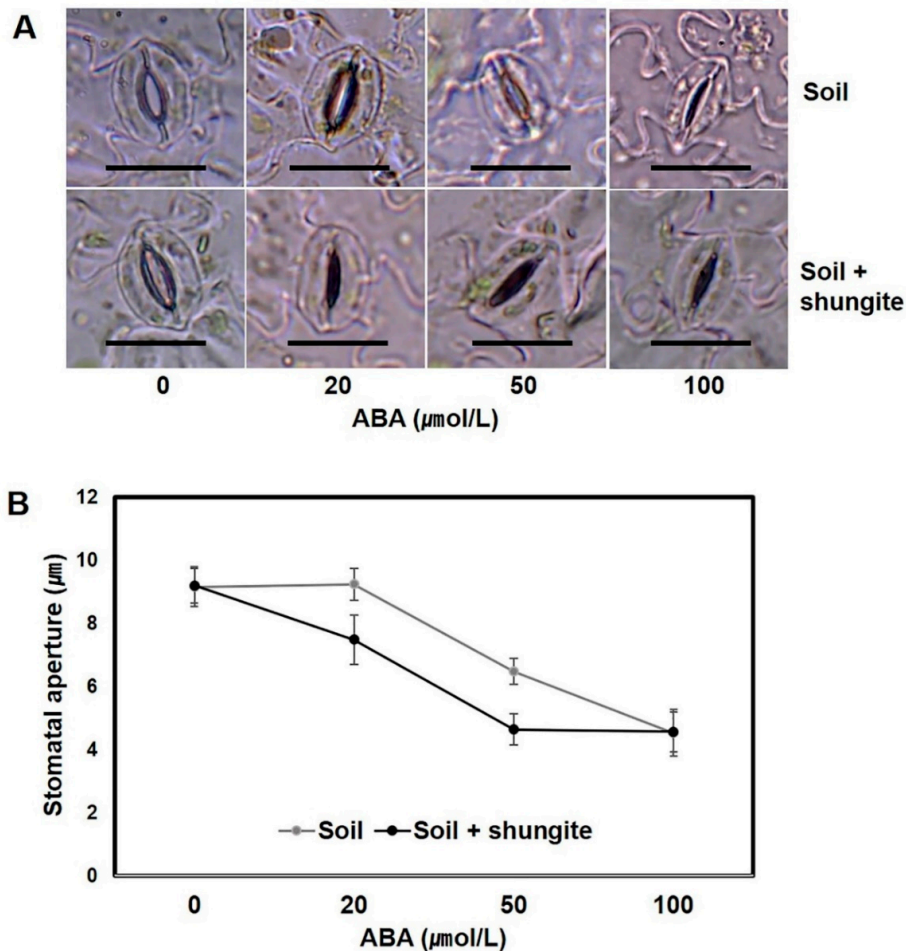 A
Soil
Soil +
shungite
0 20 50 100
ABA (μmol/L)
B
Stomatal aperture (μm)
12
10
8
6
4
2
0
Soil Soil + shungite
0 20 50 100
ABA (μmol/L)